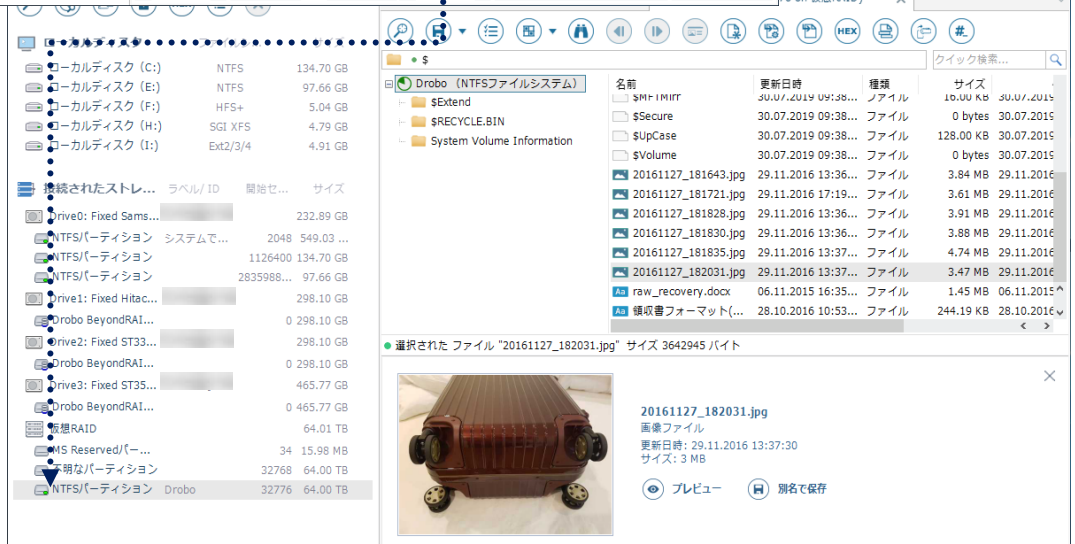 HEX
ローカルディスク
ローカルディスク (C:) NTFS 134.70 GB
ローカルディスク (E:) NTFS 97.66 GB
ローカルディスク (F:) HFS+ 5.04 GB
ローカルディスク (H:) SGI XFS 4.79 GB
ローカルディスク (I:) Ext2/3/4 4.91 GB
接続されたストレ... ラベル/ ID 開始セ... サイズ
Drive0: Fixed Sams... 232.89 GB
NTFSパーティション システムで... 2048 549.03 ...
NTFSパーティション 1126400 134.70 GB
NTFSパーティション 2835988... 97.66 GB
Drive1: Fixed Hitac... 298.10 GB
Drobo BeyondRAI... 0 298.10 GB
Drive2: Fixed ST33... 298.10 GB
Drobo BeyondRAI... 0 298.10 GB
Drive3: Fixed ST35... 465.77 GB
Drobo BeyondRAI... 0 465.77 GB
仮想RAID 64.01 TB
MS Reservedパー... 34 15.98 MB
不明なパーティション 32768 64.00 TB
NTFSパーティション Drobo 32776 64.00 TB
HEX #
$ クイック検索...
Drobo （NTFSファイルシステム）
$Extend
$RECYCLE.BIN
System Volume Information
名前 更新日時 種類 サイズ
$MFTMirr 30.07.2019 09:38... ファイル 16.00 KB 30.07.2019
$Secure 30.07.2019 09:38... ファイル 0 bytes 30.07.2019
$UpCase 30.07.2019 09:38... ファイル 128.00 KB 30.07.2019
$Volume 30.07.2019 09:38... ファイル 0 bytes 30.07.2019
20161127_181643.jpg 29.11.2016 13:36... ファイル 3.84 MB 29.11.2016
20161127_181721.jpg 29.11.2016 17:19... ファイル 3.61 MB 29.11.2016
20161127_181828.jpg 29.11.2016 13:36... ファイル 3.91 MB 29.11.2016
20161127_181830.jpg 29.11.2016 13:36... ファイル 3.88 MB 29.11.2016
20161127_181835.jpg 29.11.2016 13:37... ファイル 4.74 MB 29.11.2016
20161127_182031.jpg 29.11.2016 13:37... ファイル 3.47 MB 29.11.2016
Aa raw_recovery.docx 06.11.2015 16:35... ファイル 1.45 MB 06.11.2015
Aa 領収書フォーマット(... 28.10.2016 10:53... ファイル 244.19 KB 28.10.2016
選択された ファイル "20161127_182031.jpg" サイズ 3642945 バイト
20161127_182031.jpg
画像ファイル
更新日時: 29.11.2016 13:37:30
サイズ: 3 MB
プレビュー 別名で保存